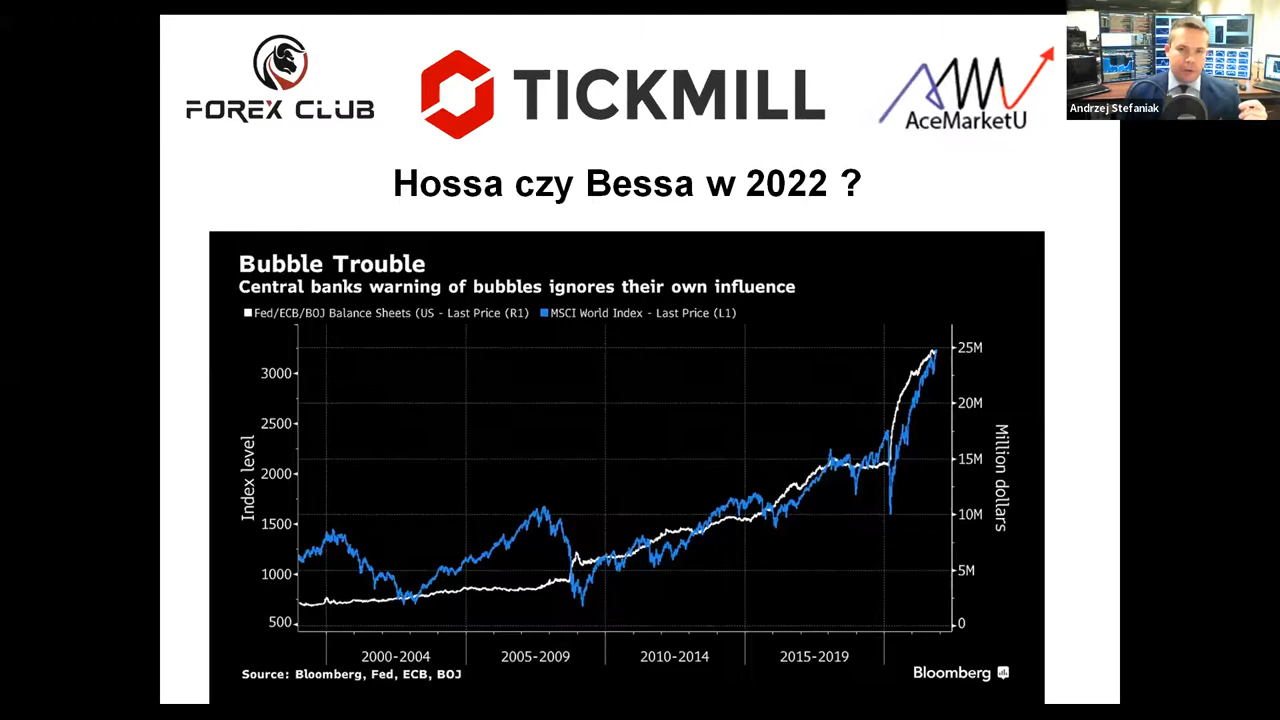 FOREX CLUB
TICKMILL
AceMarketU
Andrzej Stefaniak
Hossa czy Bessa w 2022 ?
Bubble Trouble
Central banks warning of bubbles ignores their own influence
Fed/ECB/BOJ Balance Sheets (US - Last Price (R1) MSCI World Index - Last Price (L1)
3000
2500
2000
1500
1000
500
Index level
25M
20M
15M
10M
5M
0
Million dollars
2000-2004 2005-2009 2010-2014 2015-2019
Source: Bloomberg, Fed, ECB, BOJ
Bloomberg